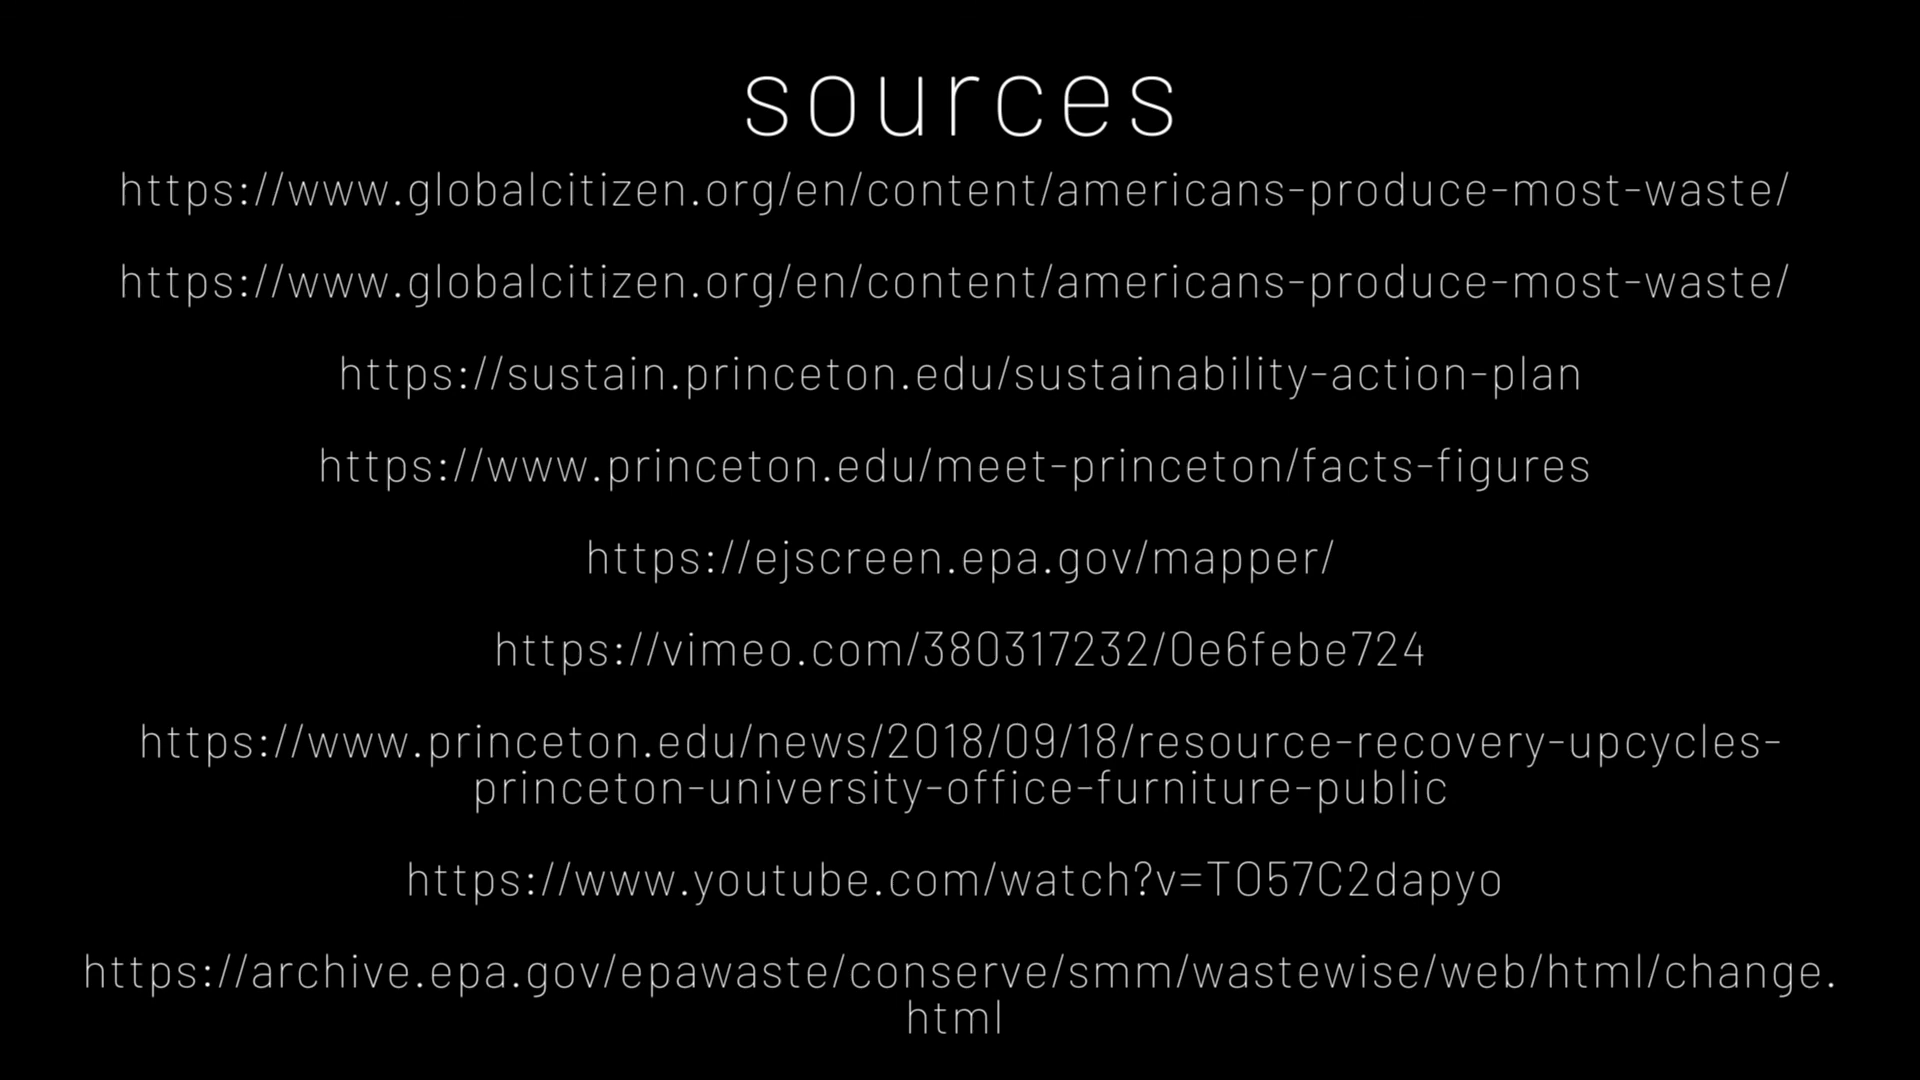 sources
https://www.globalcitizen.org/en/content/americans-produce-most-waste/
https://www.globalcitizen.org/en/content/americans-produce-most-waste/
https://sustain.princeton.edu/sustainability-action-plan
https://www.princeton.edu/meet-princeton/facts-figures
https://ejscreen.epa.gov/mapper/
https://vimeo.com/380317232/0e6febe724
https://www.princeton.edu/news/2018/09/18/resource-recovery-upcycles-
princeton-university-office-furniture-public
https://www.youtube.com/watch?v=TO57C2dapyo
https://archive.epa.gov/epawaste/conserve/smm/wastewise/web/html/change.
html